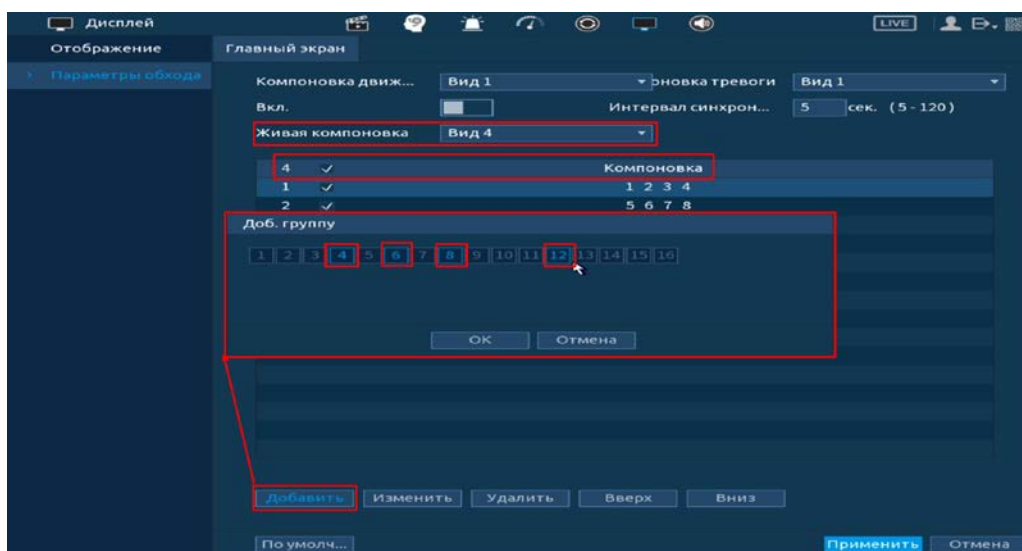 Дисплей LIVE
Отображение Главный экран
Параметры обхода
Компоновка движ... Вид 1 оновка тревоги Вид 1
Вкл. Интервал синхрон... 5 сек. (5-120)
Живая компоновка Вид 4
4 Компоновка
1 1 2 3 4
2 5 6 7 8
Доб. группу
1 2 3 4 5 6 7 8 9 10 11 12 13 14 15 16
ОК Отмена
Добавить Изменить Удалить Вверх Вниз
По умолч... Применить Отмена